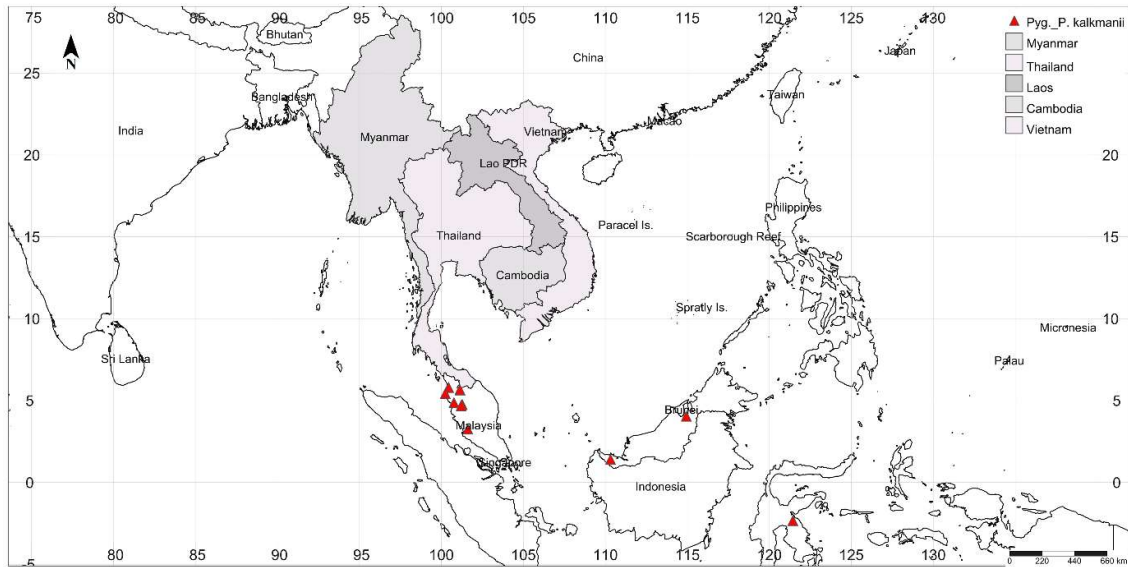 75 80 85 90 95 100 105 110 115 120 125 130
Pyg._P. kalkmanii
Myanmar
Thailand
Laos
Cambodia
Vietnam
N
Bhutan
China
Japan
25 25
Bangladesh
Taiwan
India
Myanmar
Vietnam
Macao
20 20
Lao PDR
Philippines
Paracel Is.
Thailand
Scarborough Reef
15 15
Cambodia
Spratly Is.
10 10
Micronesia
Sri Lanka
Palau
5 5
Brunei
Malaysia
Singapore
Indonesia
0 0
-5
0 220 440 660 km
80 85 90 95 100 105 110 115 120 125 130